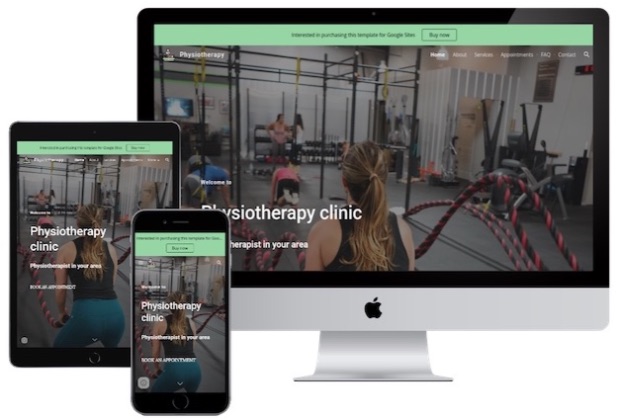 Interested in purchasing this template for Google Sites
Buy now
Physiotherapy
Home About Services Appointments FAQ Contact
Welcome to
Physiotherapy clinic
therapist in your area
Interested in purchasing this template for Google Sites
Buy now
Physiotherapy
Home
Welcome to
Physiotherapy
clinic
Physiotherapist in your area
BOOK AN APPOINTMENT
Interested in purchasing this template for Goo...
Buy now
Welcome to
Physiotherapy
clinic
Physiotherapist in your area
BOOK AN APPOINTMENT